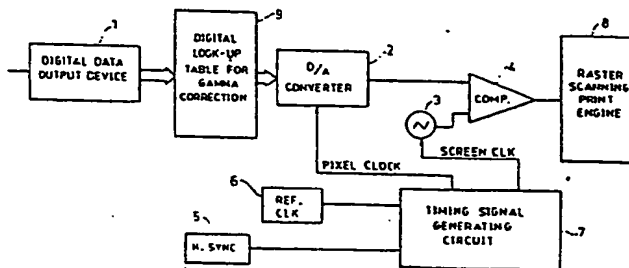 1
DIGITAL DATA
OUTPUT DEVICE
9
DIGITAL
LOOK-UP
TABLE FOR
GAMMA
CORRECTION
2
D/A
CONVERTER
3
4
COMP.
8
RASTER
SCANNING
PRINT
ENGINE
PIXEL CLOCK
SCREEN CLK
6
REF.
CLK
5
H. SYNC
TIMING SIGNAL
GENERATING
CIRCUIT
7